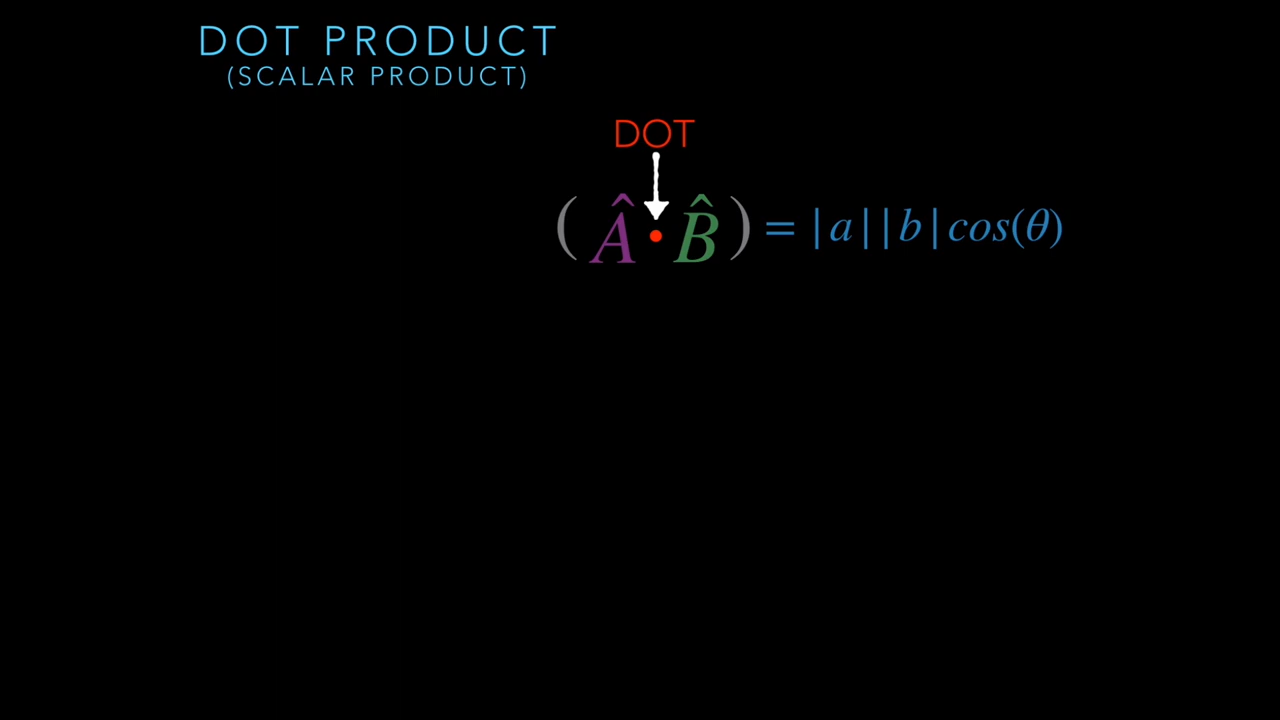 DOT PRODUCT
(SCALAR PRODUCT)
DOT
(Â • B̂) = |a||b|cos(θ)